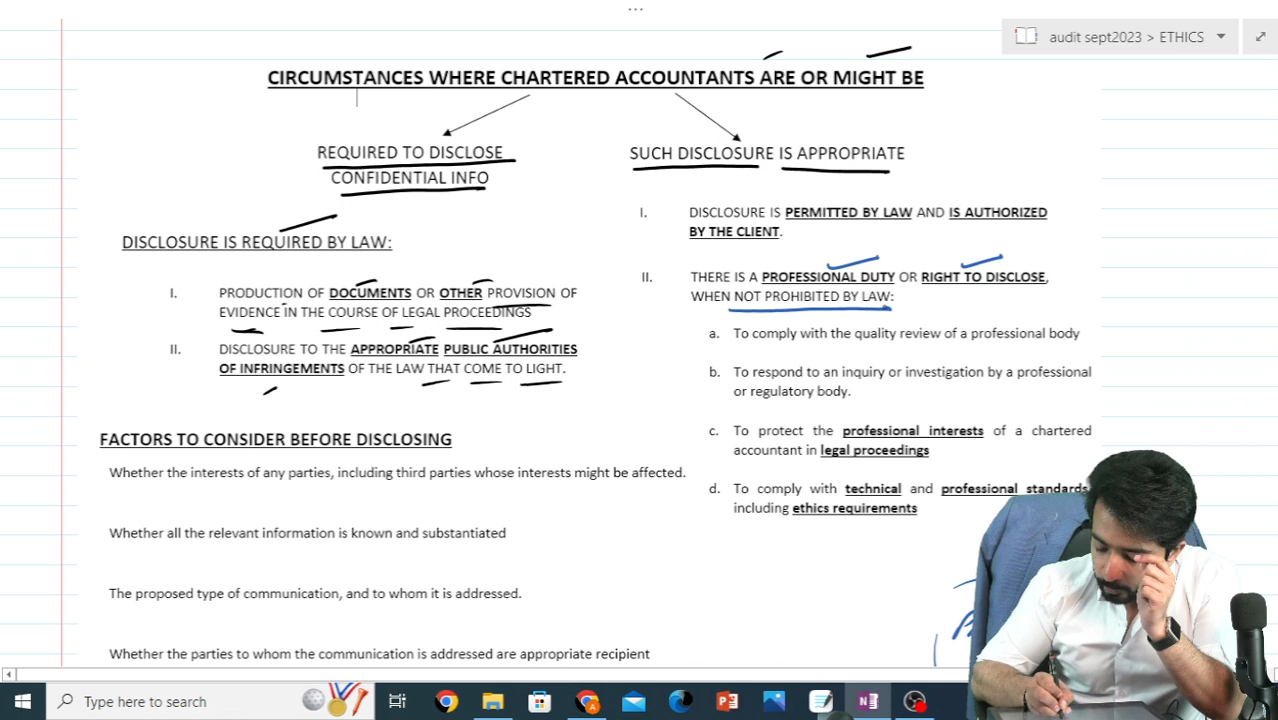 audit sept2023 > ETHICS
CIRCUMSTANCES WHERE CHARTERED ACCOUNTANTS ARE OR MIGHT BE
REQUIRED TO DISCLOSE
CONFIDENTIAL INFO
DISCLOSURE IS REQUIRED BY LAW:
I. PRODUCTION OF DOCUMENTS OR OTHER PROVISION OF
EVIDENCE IN THE COURSE OF LEGAL PROCEEDINGS
II. DISCLOSURE TO THE APPROPRIATE PUBLIC AUTHORITIES
OF INFRINGEMENTS OF THE LAW THAT COME TO LIGHT.
SUCH DISCLOSURE IS APPROPRIATE
I. DISCLOSURE IS PERMITTED BY LAW AND IS AUTHORIZED
BY THE CLIENT.
II. THERE IS A PROFESSIONAL DUTY OR RIGHT TO DISCLOSE,
WHEN NOT PROHIBITED BY LAW:
a. To comply with the quality review of a professional body
b. To respond to an inquiry or investigation by a professional
or regulatory body.
c. To protect the professional interests of a chartered
accountant in legal proceedings
d. To comply with technical and professional standards,
including ethics requirements
FACTORS TO CONSIDER BEFORE DISCLOSING
Whether the interests of any parties, including third parties whose interests might be affected.
Whether all the relevant information is known and substantiated
The proposed type of communication, and to whom it is addressed.
Whether the parties to whom the communication is addressed are appropriate recipient
Type here to search